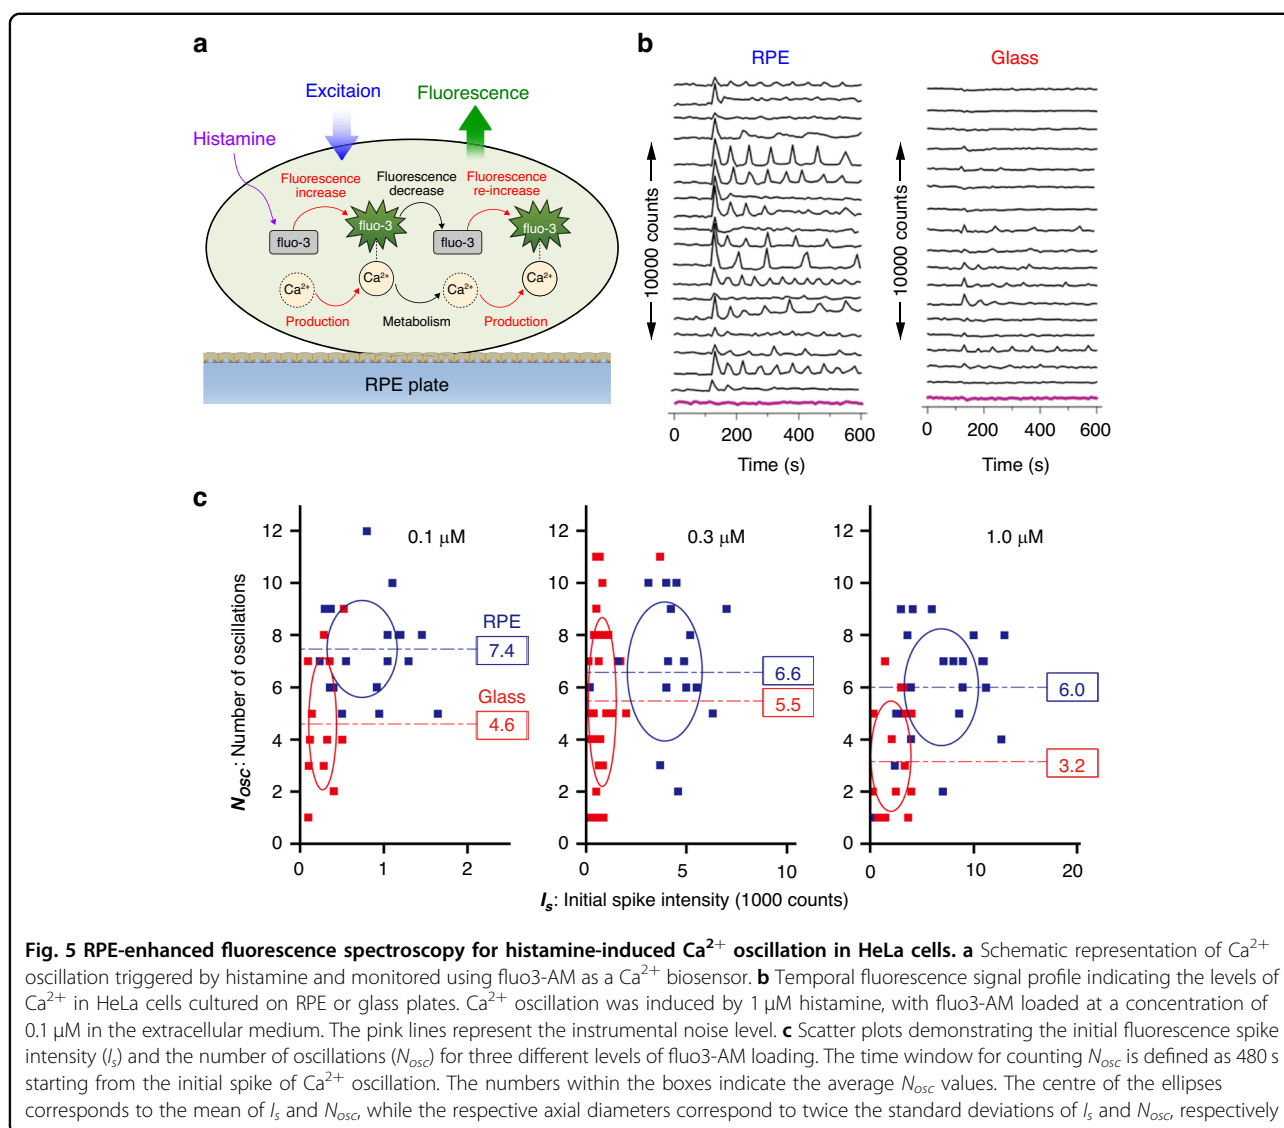 a
Excitaion
Fluorescence
Histamine
Fluorescence
increase
Fluorescence
decrease
Fluorescence
re-increase
fluo-3
fluo-3
fluo-3
fluo-3
Ca2+
Ca2+
Ca2+
Ca2+
Production
Metabolism
Production
RPE plate
b
RPE
Glass
10000 counts
10000 counts
0
200
400
600
0
200
400
600
Time (s)
Time (s)
c
NOSC: Number of oscillations
12
10
8
6
4
2
0
0
1
2
0.1 μM
RPE
7.4
Glass
4.6
12
10
8
6
4
2
0
0
5
10
0.3 μM
6.6
5.5
12
10
8
6
4
2
0
0
10
20
1.0 μM
6.0
3.2
Is: Initial spike intensity (1000 counts)
Fig. 5 RPE-enhanced fluorescence spectroscopy for histamine-induced Ca2+ oscillation in HeLa cells. a Schematic representation of Ca2+
oscillation triggered by histamine and monitored using fluo3-AM as a Ca2+ biosensor. b Temporal fluorescence signal profile indicating the levels of
Ca2+ in HeLa cells cultured on RPE or glass plates. Ca2+ oscillation was induced by 1 μM histamine, with fluo3-AM loaded at a concentration of
0.1 μM in the extracellular medium. The pink lines represent the instrumental noise level. c Scatter plots demonstrating the initial fluorescence spike
intensity (Is) and the number of oscillations (Nosc) for three different levels of fluo3-AM loading. The time window for counting Nosc is defined as 480 s
starting from the initial spike of Ca2+ oscillation. The numbers within the boxes indicate the average Nosc values. The centre of the ellipses
corresponds to the mean of Is and Nosc, while the respective axial diameters correspond to twice the standard deviations of Is and Nosc, respectively